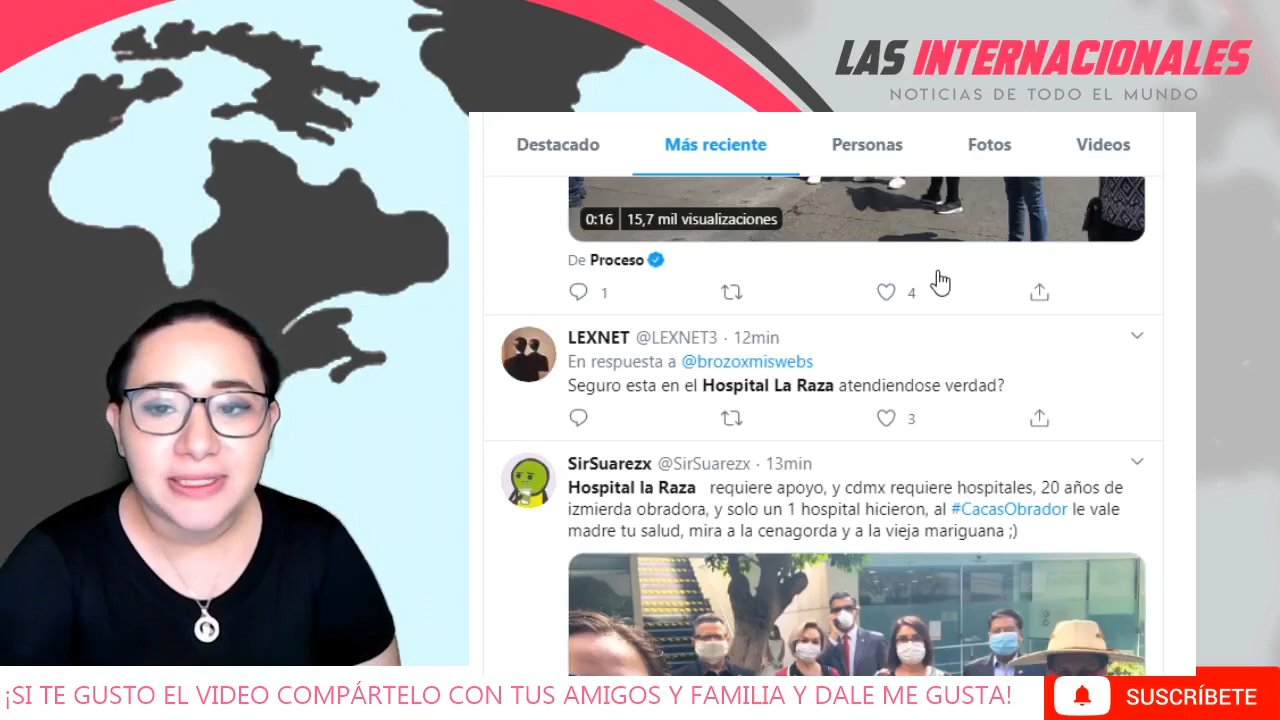 LAS INTERNACIONALES
NOTICIAS DE TODO EL MUNDO
Destacado Más reciente Personas Fotos Videos
0:16 15,7 mil visualizaciones
De Proceso
1 4
LEXNET @LEXNET3 · 12min
En respuesta a @brozoxmiswebs
Seguro esta en el Hospital La Raza atendiendose verdad?
3
SirSuarezx @SirSuarezx · 13min
Hospital la Raza requiere apoyo, y cdmx requiere hospitales, 20 años de
izmierda obradora, y solo un 1 hospital hicieron, al #CacasObrador le vale
madre tu salud, mira a la cenagorda y a la vieja mariguana ;)
¡SI TE GUSTO EL VIDEO COMPÁRTELO CON TUS AMIGOS Y FAMILIA Y DALE ME GUSTA!
SUSCRÍBETE